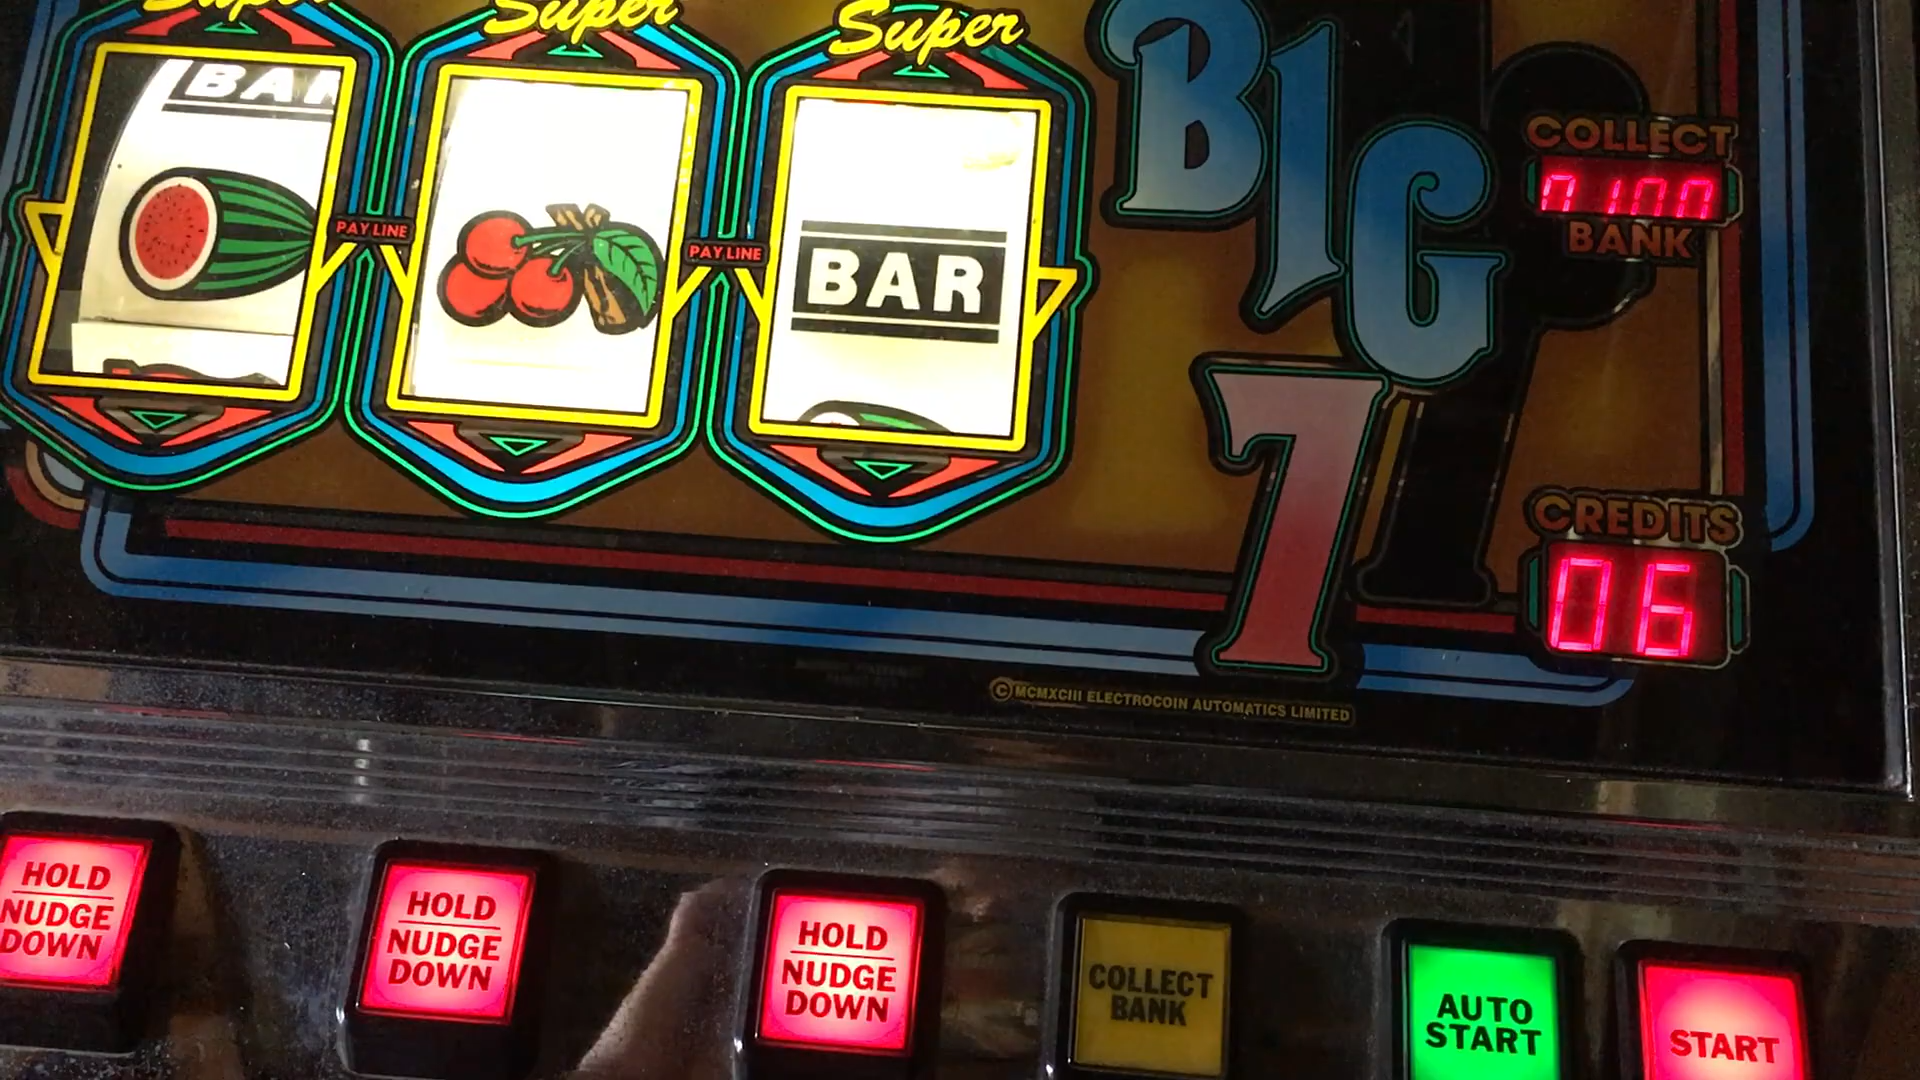 Super
Super
Super
BAR
PAY LINE
PAY LINE
BAR
BIG
7
COLLECT
BANK
CREDITS
06
©MCMXCIII ELECTROCOIN AUTOMATICS LIMITED
HOLD
NUDGE
DOWN
HOLD
NUDGE
DOWN
HOLD
NUDGE
DOWN
COLLECT
BANK
AUTO
START
START